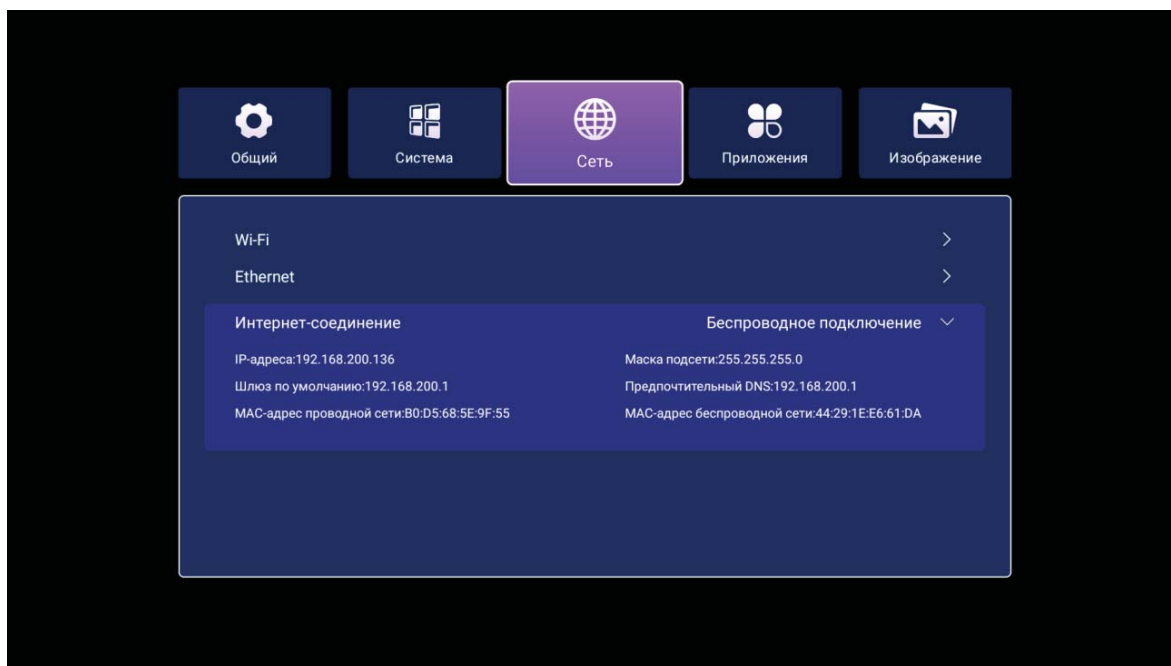 Общий
Система
Сеть
Приложения
Изображение
Wi-Fi
Ethernet
Интернет-соединение Беспроводное подключение
IP-адреса:192.168.200.136 Маска подсети:255.255.255.0
Шлюз по умолчанию:192.168.200.1 Предпочтительный DNS:192.168.200.1
MAC-адрес проводной сети:B0:D5:68:5E:9F:55 MAC-адрес беспроводной сети:44:29:1E:E6:61:DA